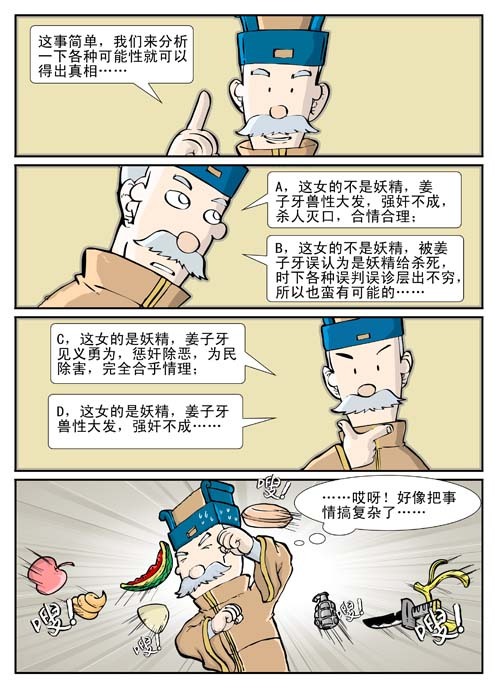 这事简单，我们来分析
一下各种可能性就可以
得出真相……
A，这女的不是妖精，姜
子牙兽性大发，强奸不成，
杀人灭口，合情合理；
B，这女的不是妖精，被姜
子牙误认为是妖精给杀死，
时下各种误判误诊层出不穷，
所以也蛮有可能的……
C，这女的是妖精，姜子牙
见义勇为，惩奸除恶，为民
除害，完全合乎情理；
D，这女的是妖精，姜子牙
兽性大发，强奸不成……
嗖！
……哎呀！好像把事
情搞复杂了……
嗖！
嗖！
嗖！
嗖！